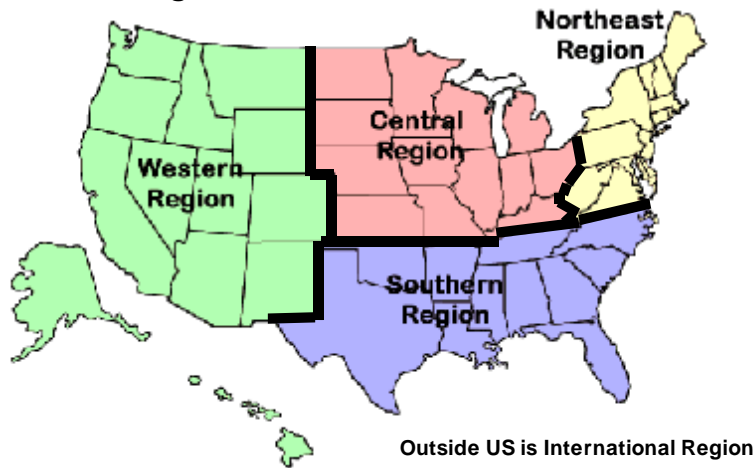 Northeast
Region
Central
Region
Western
Region
Southern
Region
Outside US is International Region